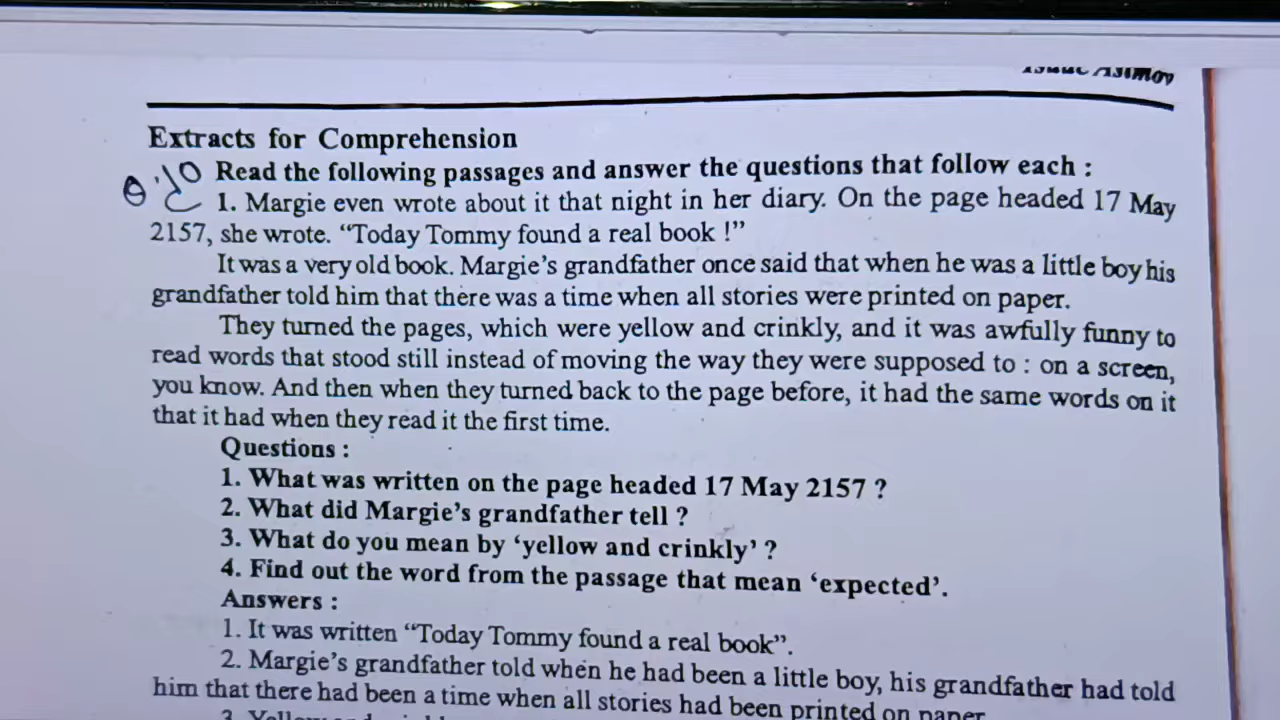 Isaac Asimov
Extracts for Comprehension
Read the following passages and answer the questions that follow each :
1. Margie even wrote about it that night in her diary. On the page headed 17 May
2157, she wrote. “Today Tommy found a real book !”
It was a very old book. Margie’s grandfather once said that when he was a little boy his
grandfather told him that there was a time when all stories were printed on paper.
They turned the pages, which were yellow and crinkly, and it was awfully funny to
read words that stood still instead of moving the way they were supposed to : on a screen,
you know. And then when they turned back to the page before, it had the same words on it
that it had when they read it the first time.
Questions :
1. What was written on the page headed 17 May 2157 ?
2. What did Margie’s grandfather tell ?
3. What do you mean by ‘yellow and crinkly’ ?
4. Find out the word from the passage that mean ‘expected’.
Answers :
1. It was written “Today Tommy found a real book”.
2. Margie’s grandfather told when he had been a little boy, his grandfather had told
him that there had been a time when all stories had been printed on paper
3. Yellow